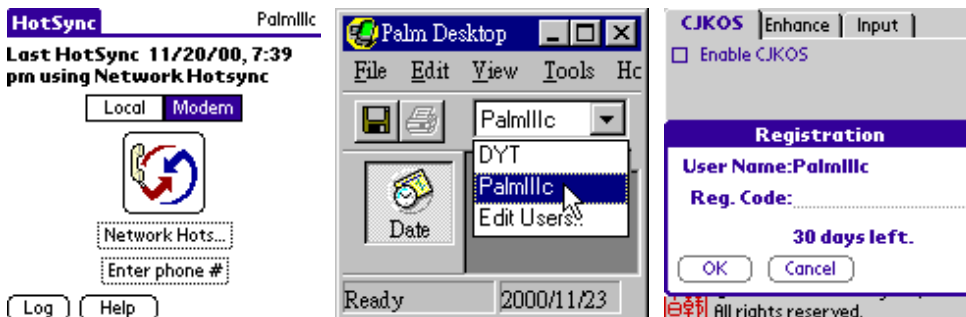 HotSync PalmIIIc
Last HotSync 11/20/00, 7:39
pm using Network Hotsync
Local Modem
Network Hots...
Enter phone #
Log Help
Palm Desktop
File Edit View Tools Ho
PalmIIIc
DYT
PalmIIIc
Edit Users...
Date
Ready 2000/11/23
CJKOS Enhance Input
Enable CJKOS
Registration
User Name:PalmIIIc
Reg. Code:
30 days left.
OK Cancel
All rights reserved.